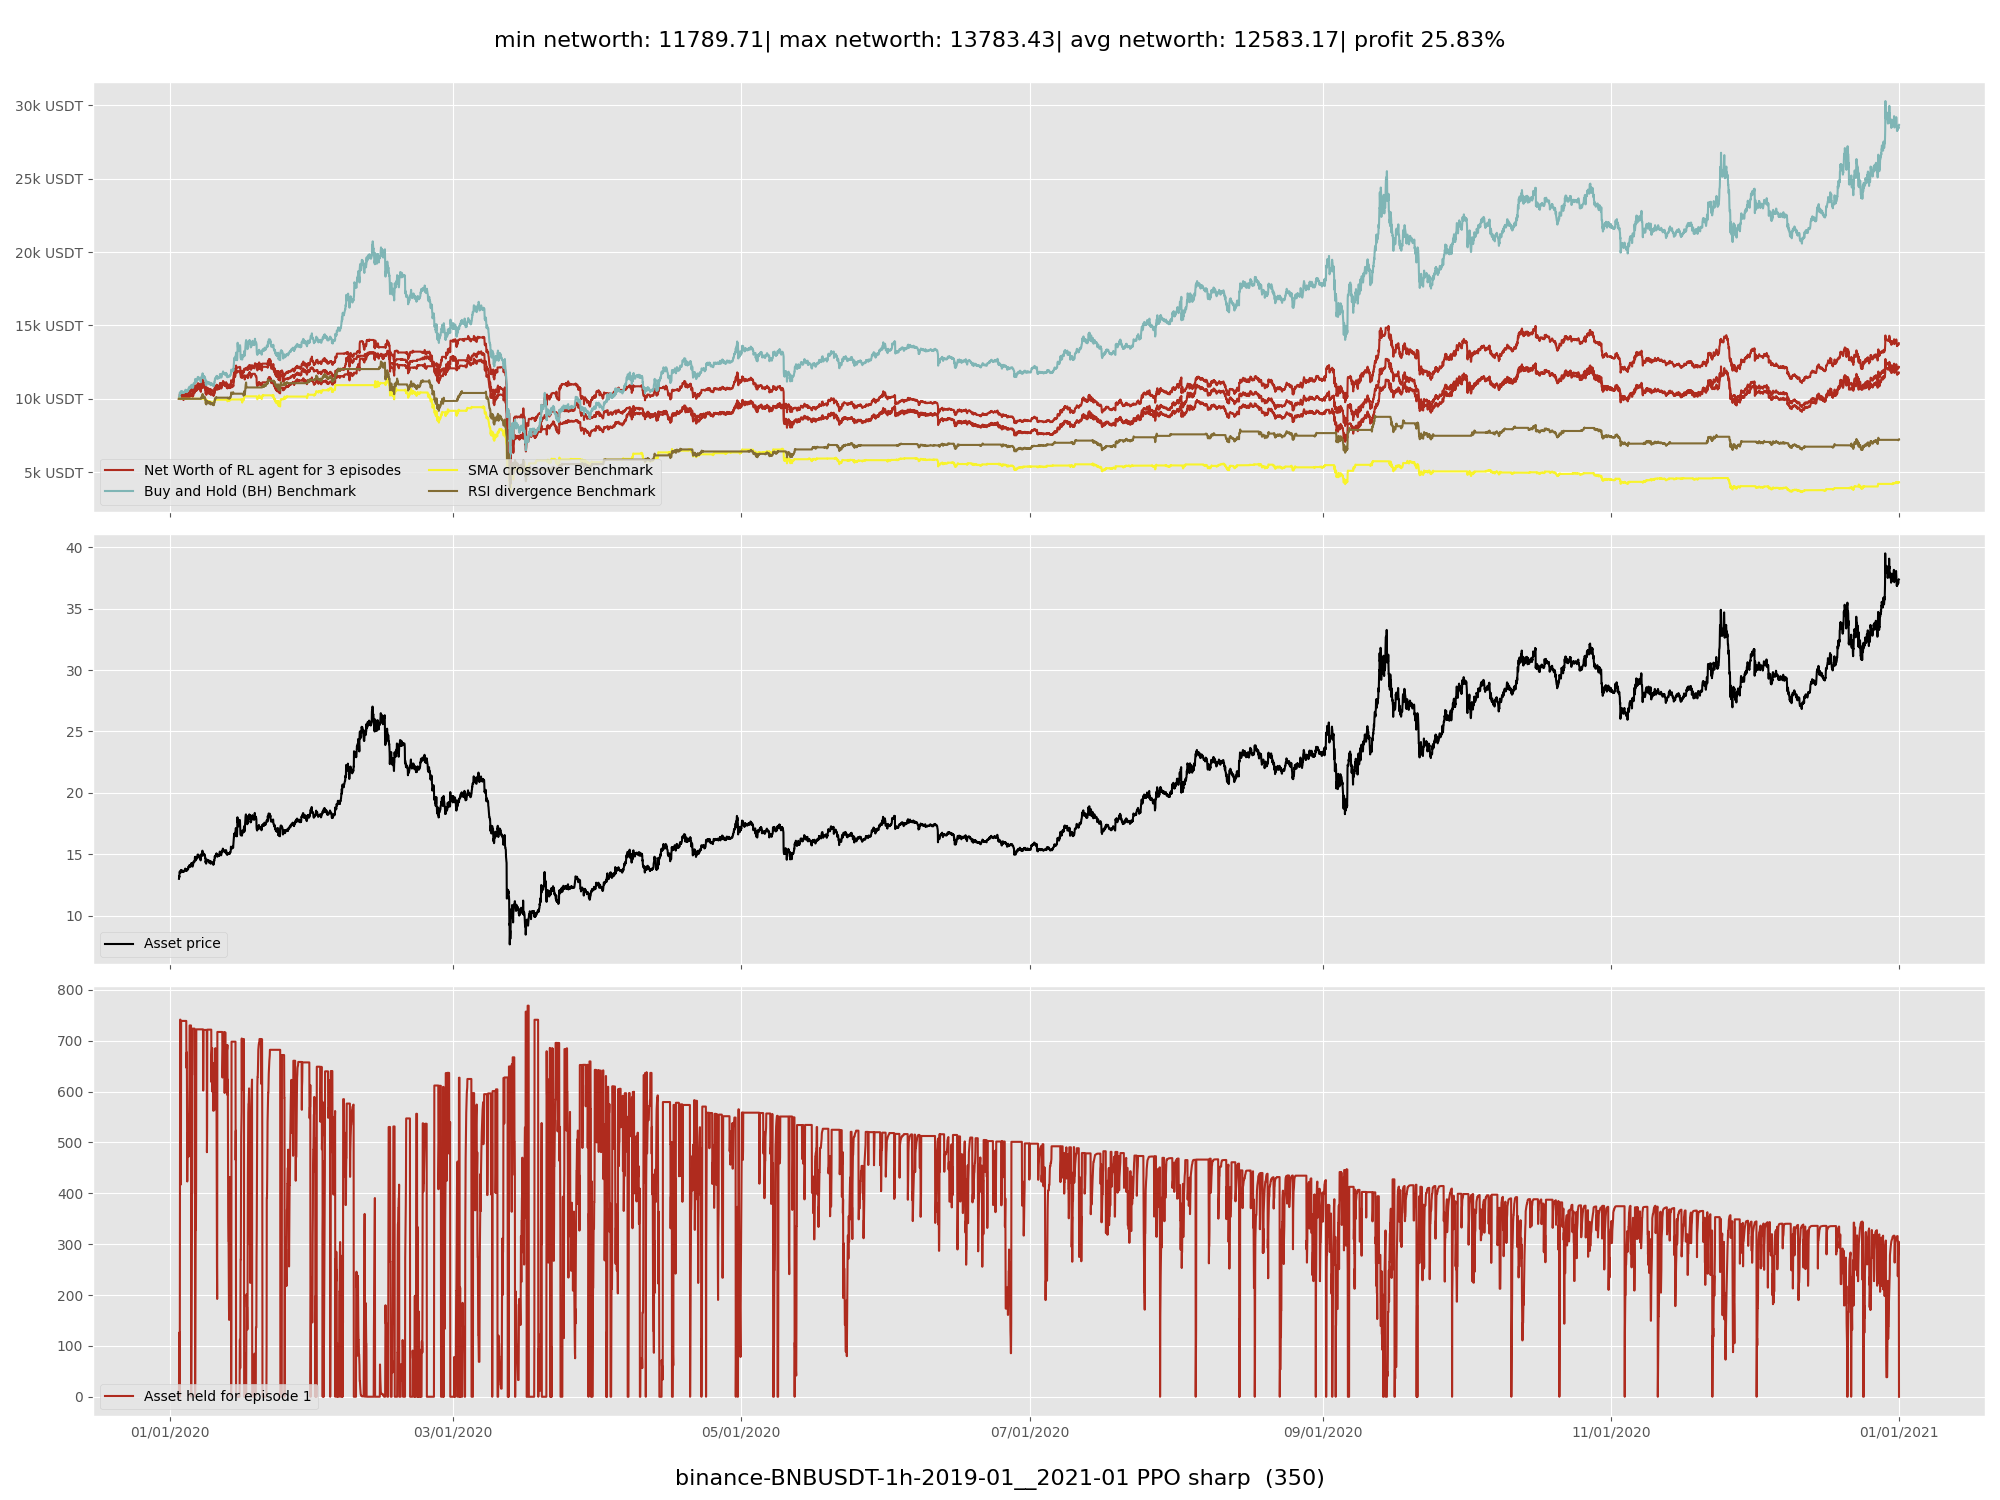 min networth: 11789.71| max networth: 13783.43| avg networth: 12583.17| profit 25.83%
30k USDT
25k USDT
20k USDT
15k USDT
10k USDT
5k USDT
Net Worth of RL agent for 3 episodes
Buy and Hold (BH) Benchmark
SMA crossover Benchmark
RSI divergence Benchmark
40
35
30
25
20
15
10
Asset price
800
700
600
500
400
300
200
100
0
Asset held for episode 1
01/01/2020
03/01/2020
05/01/2020
07/01/2020
09/01/2020
11/01/2020
01/01/2021
binance-BNBUSDT-1h-2019-01__2021-01 PPO sharp (350)